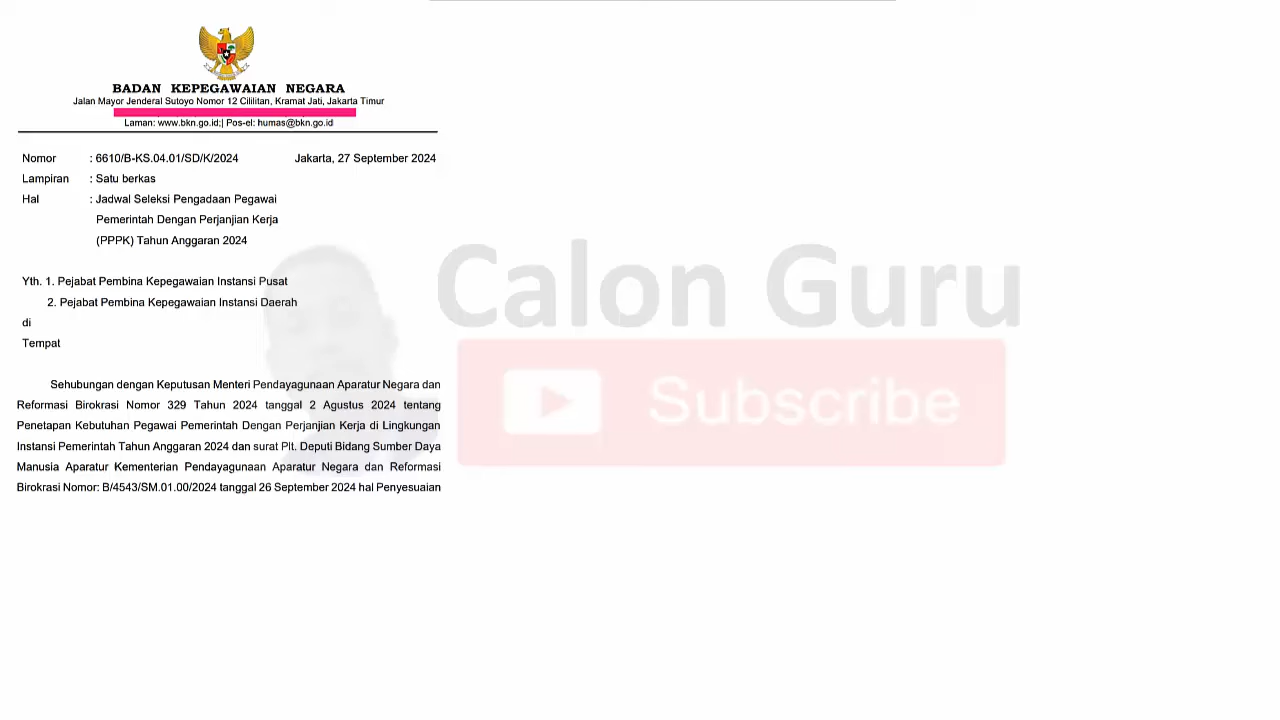 BADAN KEPEGAWAIAN NEGARA
Jalan Mayor Jenderal Sutoyo Nomor 12 Cililitan, Kramat Jati, Jakarta Timur
Laman: www.bkn.go.id;| Pos-el: humas@bkn.go.id
Nomor : 6610/B-KS.04.01/SD/K/2024 Jakarta, 27 September 2024
Lampiran : Satu berkas
Hal : Jadwal Seleksi Pengadaan Pegawai
Pemerintah Dengan Perjanjian Kerja
(PPPK) Tahun Anggaran 2024
Yth. 1. Pejabat Pembina Kepegawaian Instansi Pusat
2. Pejabat Pembina Kepegawaian Instansi Daerah
di
Tempat
Sehubungan dengan Keputusan Menteri Pendayagunaan Aparatur Negara dan
Reformasi Birokrasi Nomor 329 Tahun 2024 tanggal 2 Agustus 2024 tentang
Penetapan Kebutuhan Pegawai Pemerintah Dengan Perjanjian Kerja di Lingkungan
Instansi Pemerintah Tahun Anggaran 2024 dan surat Plt. Deputi Bidang Sumber Daya
Manusia Aparatur Kementerian Pendayagunaan Aparatur Negara dan Reformasi
Birokrasi Nomor: B/4543/SM.01.00/2024 tanggal 26 September 2024 hal Penyesuaian
Calon Guru
Subscribe